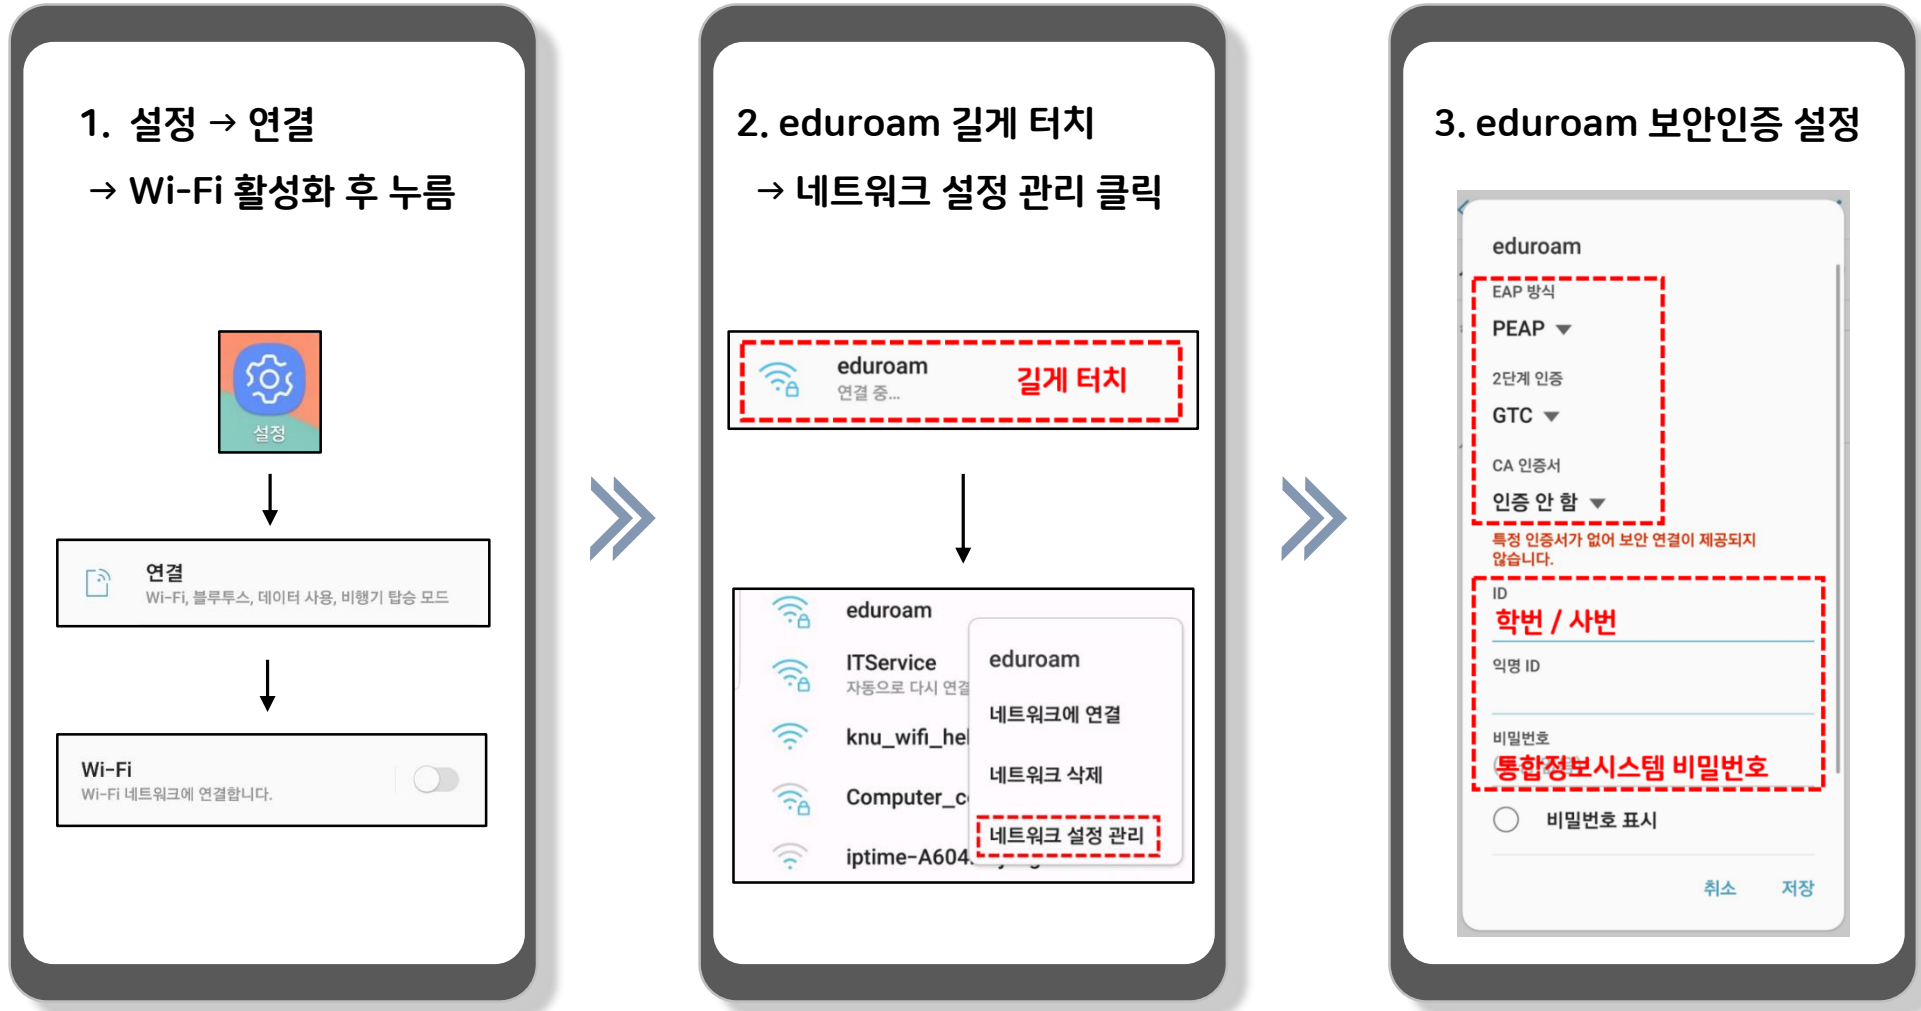 1. 설정 → 연결
→ Wi-Fi 활성화 후 누름
설정
연결
Wi-Fi, 블루투스, 데이터 사용, 비행기 탑승 모드
Wi-Fi
Wi-Fi 네트워크에 연결합니다.
2. eduroam 길게 터치
→ 네트워크 설정 관리 클릭
eduroam
연결 중...
길게 터치
eduroam
ITService
자동으로 다시 연결
knu_wifi_hel
Computer_c
iptime-A604
eduroam
네트워크에 연결
네트워크 삭제
네트워크 설정 관리
3. eduroam 보안인증 설정
eduroam
EAP 방식
PEAP
2단계 인증
GTC
CA 인증서
인증 안 함
특정 인증서가 없어 보안 연결이 제공되지
않습니다.
ID
학번 / 사번
익명 ID
비밀번호
통합정보시스템 비밀번호
비밀번호 표시
취소 저장